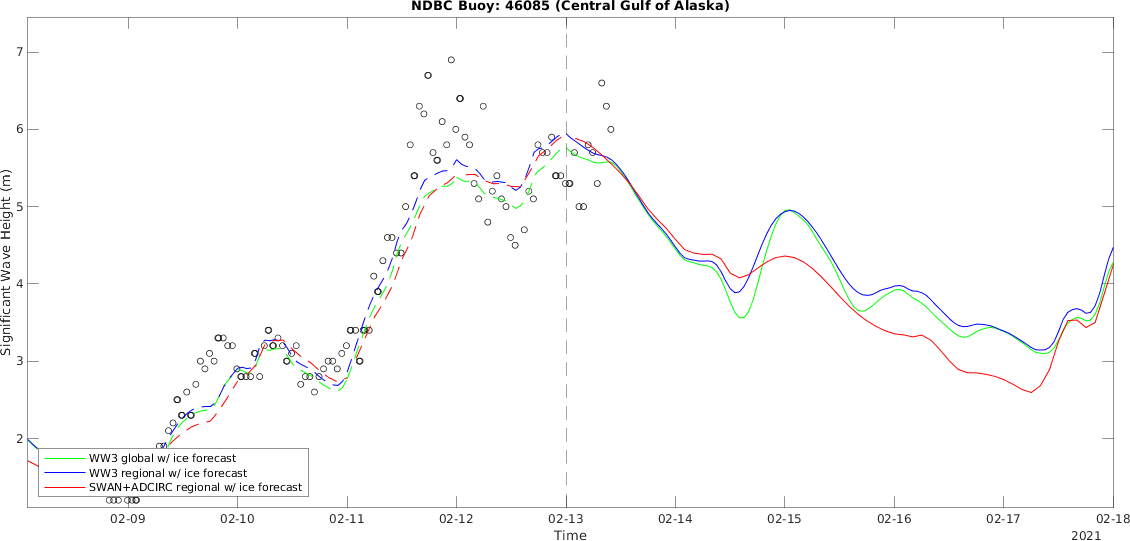 NDBC Buoy: 46085 (Central Gulf of Alaska)
Significant Wave Height (m)
7
6
5
4
3
2
WW3 global w/ ice forecast
WW3 regional w/ ice forecast
SWAN+ADCIRC regional w/ ice forecast
02-09 02-10 02-11 02-12 02-13 02-14 02-15 02-16 02-17 02-18
Time
2021